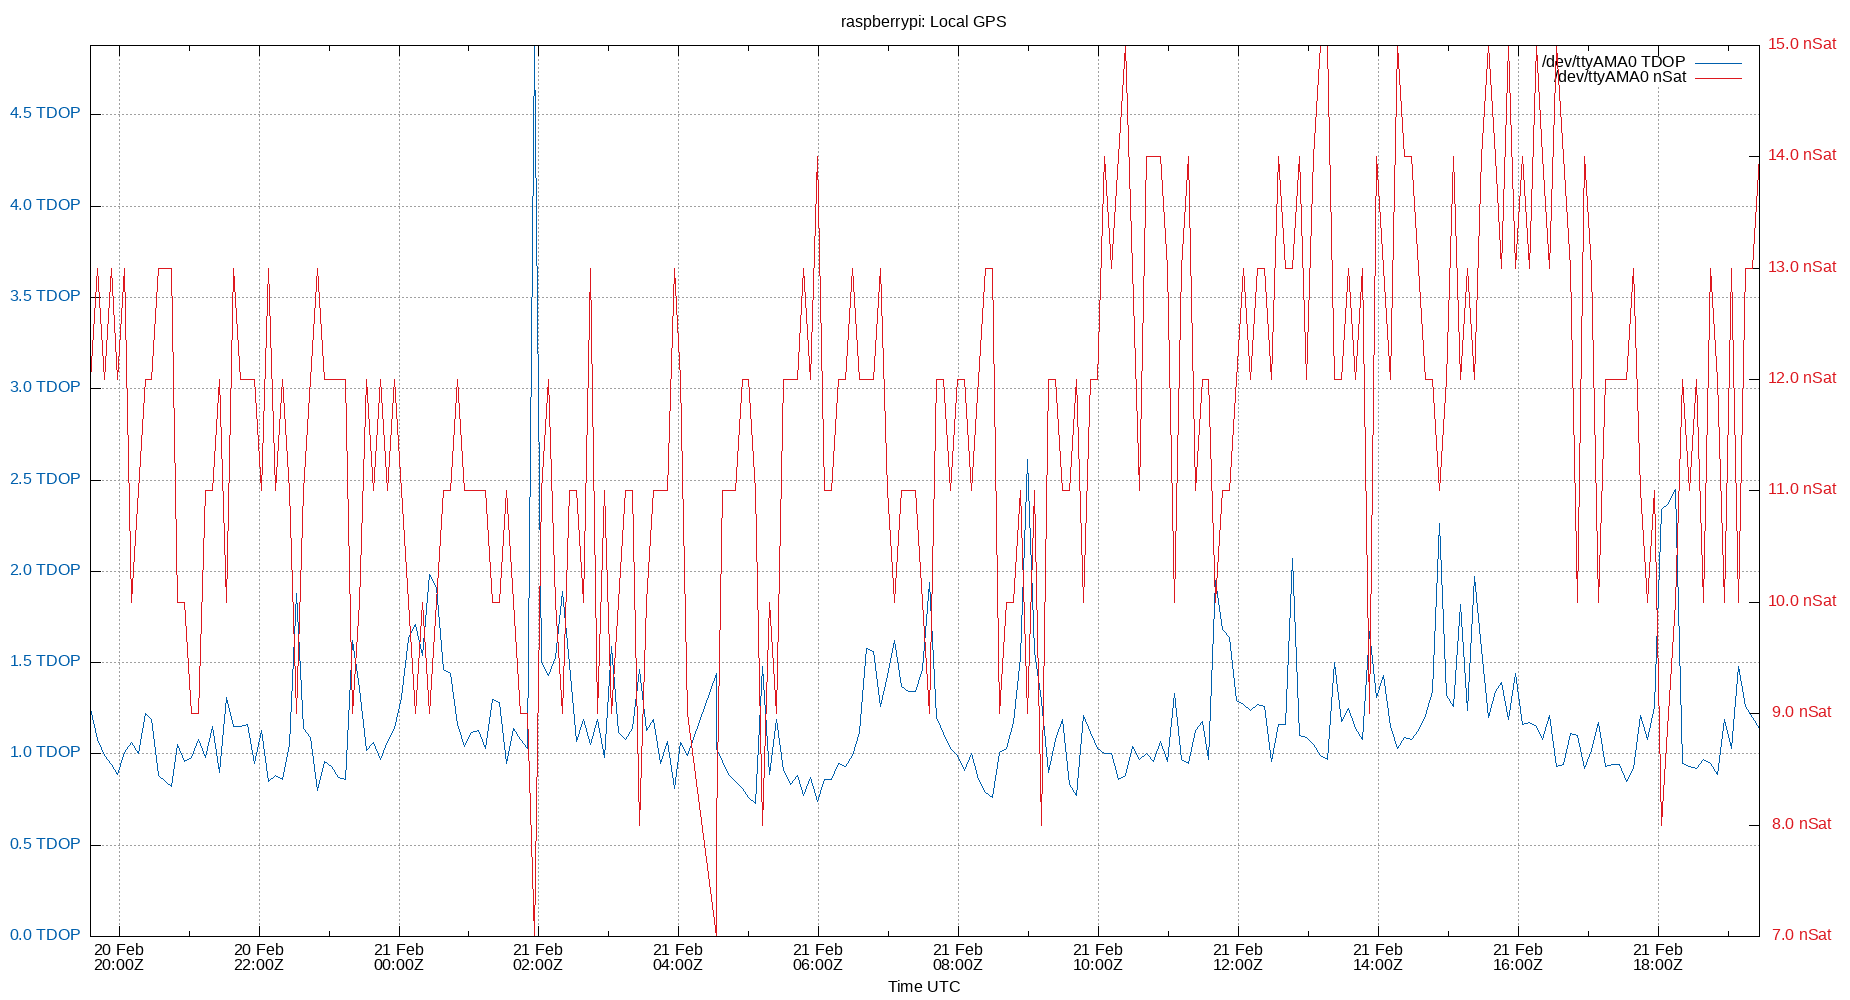 raspberrypi: Local GPS
/dev/ttyAMA0 TDOP
/dev/ttyAMA0 nSat
4.5 TDOP
4.0 TDOP
3.5 TDOP
3.0 TDOP
2.5 TDOP
2.0 TDOP
1.5 TDOP
1.0 TDOP
0.5 TDOP
0.0 TDOP
15.0 nSat
14.0 nSat
13.0 nSat
12.0 nSat
11.0 nSat
10.0 nSat
9.0 nSat
8.0 nSat
7.0 nSat
20 Feb
20:00Z
20 Feb
22:00Z
21 Feb
00:00Z
21 Feb
02:00Z
21 Feb
04:00Z
21 Feb
06:00Z
21 Feb
08:00Z
21 Feb
10:00Z
21 Feb
12:00Z
21 Feb
14:00Z
21 Feb
16:00Z
21 Feb
18:00Z
Time UTC